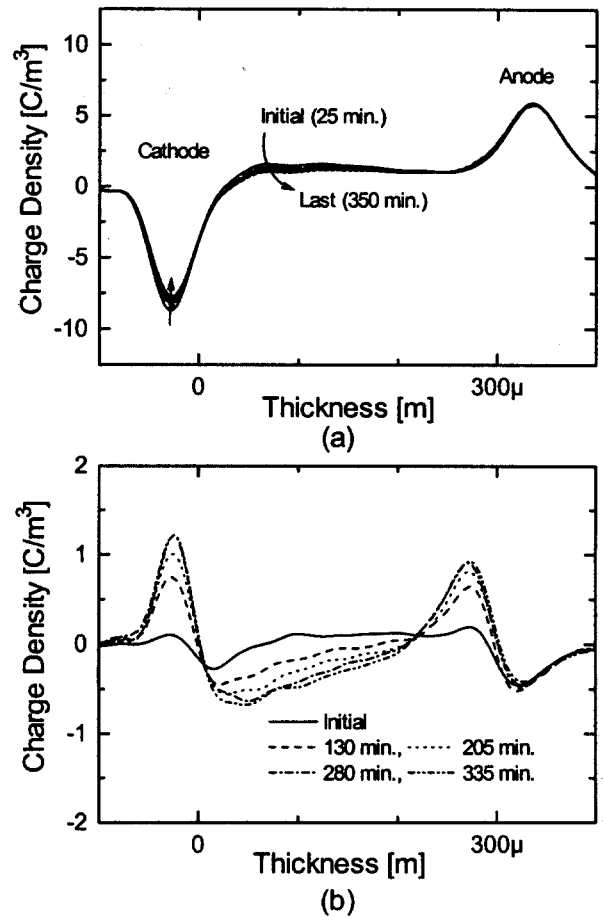 10
5
0
-5
-10
Charge Density [C/m³]
Cathode
Initial (25 min.)
Last (350 min.)
Anode
0
300μ
Thickness [m]
(a)
2
1
0
-1
-2
Charge Density [C/m³]
Initial
130 min., 205 min.
280 min., 335 min.
0
300μ
Thickness [m]
(b)